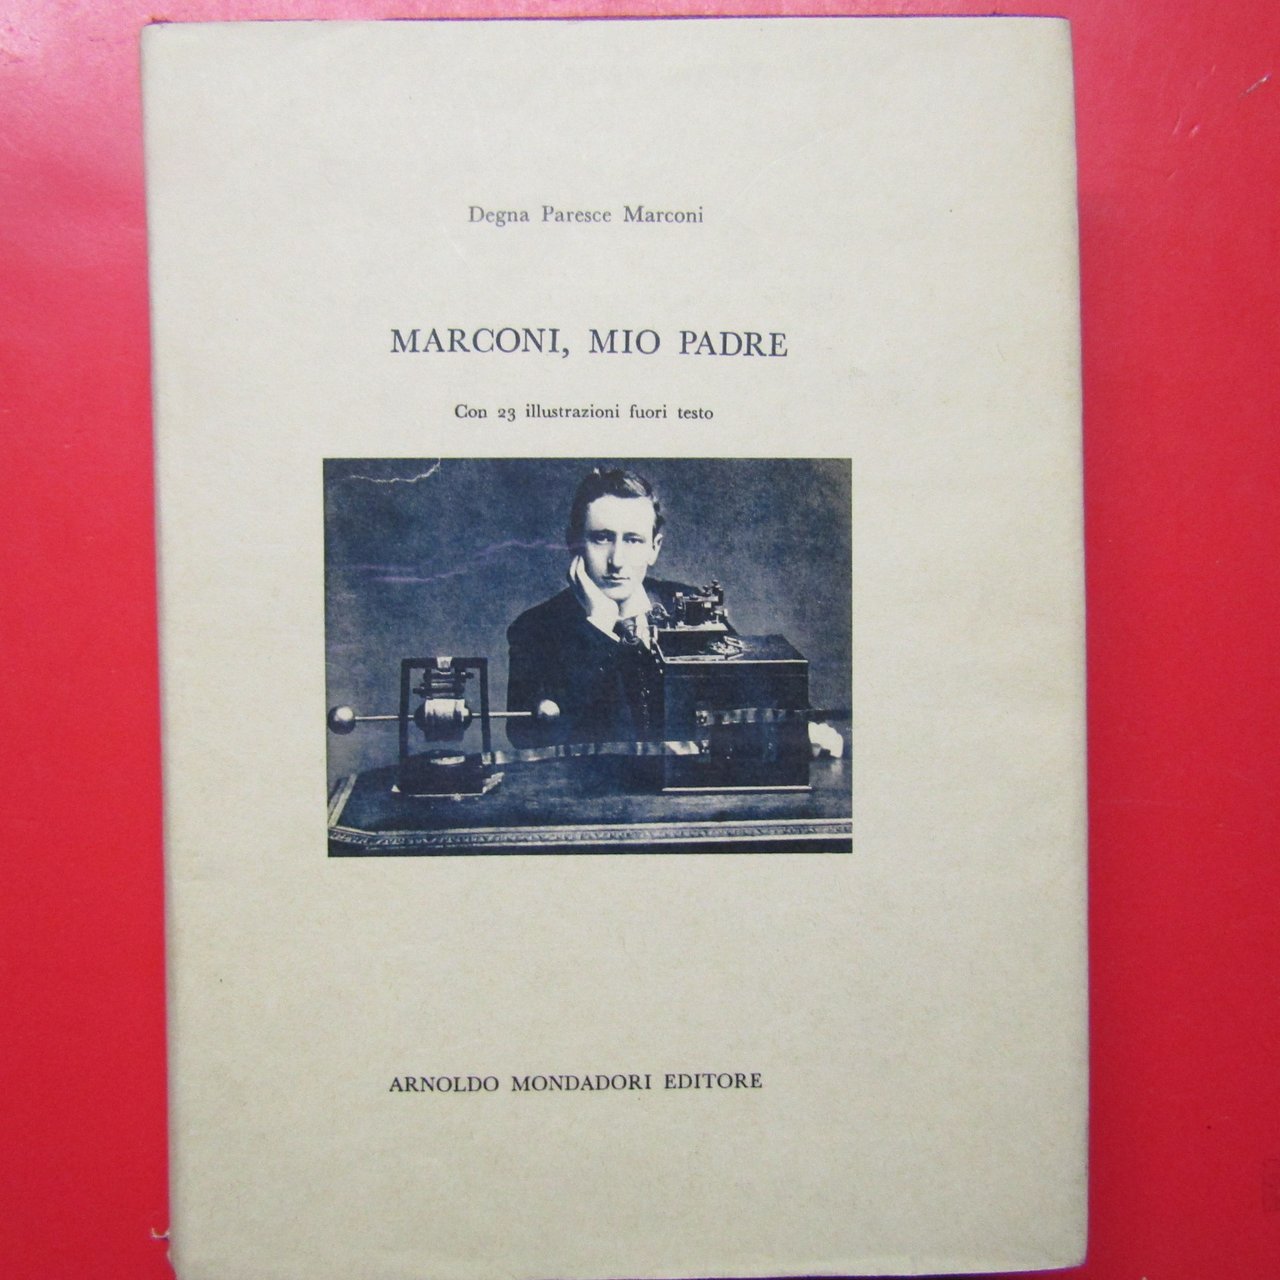 Degna Paresce Marconi
MARCONI, MIO PADRE
Con 23 illustrazioni fuori testo
ARNOLDO MONDADORI EDITORE